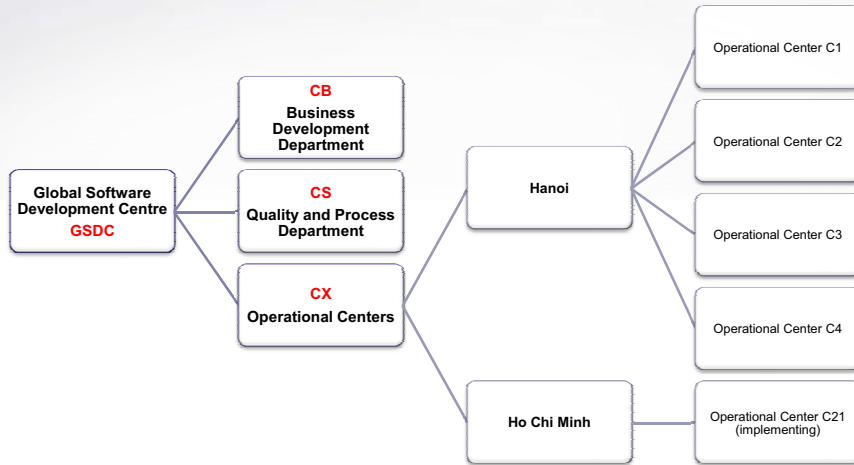 Global Software
Development Centre
GSDC
CB
Business
Development
Department
CS
Quality and Process
Department
CX
Operational Centers
Hanoi
Ho Chi Minh
Operational Center C1
Operational Center C2
Operational Center C3
Operational Center C4
Operational Center C21
(implementing)